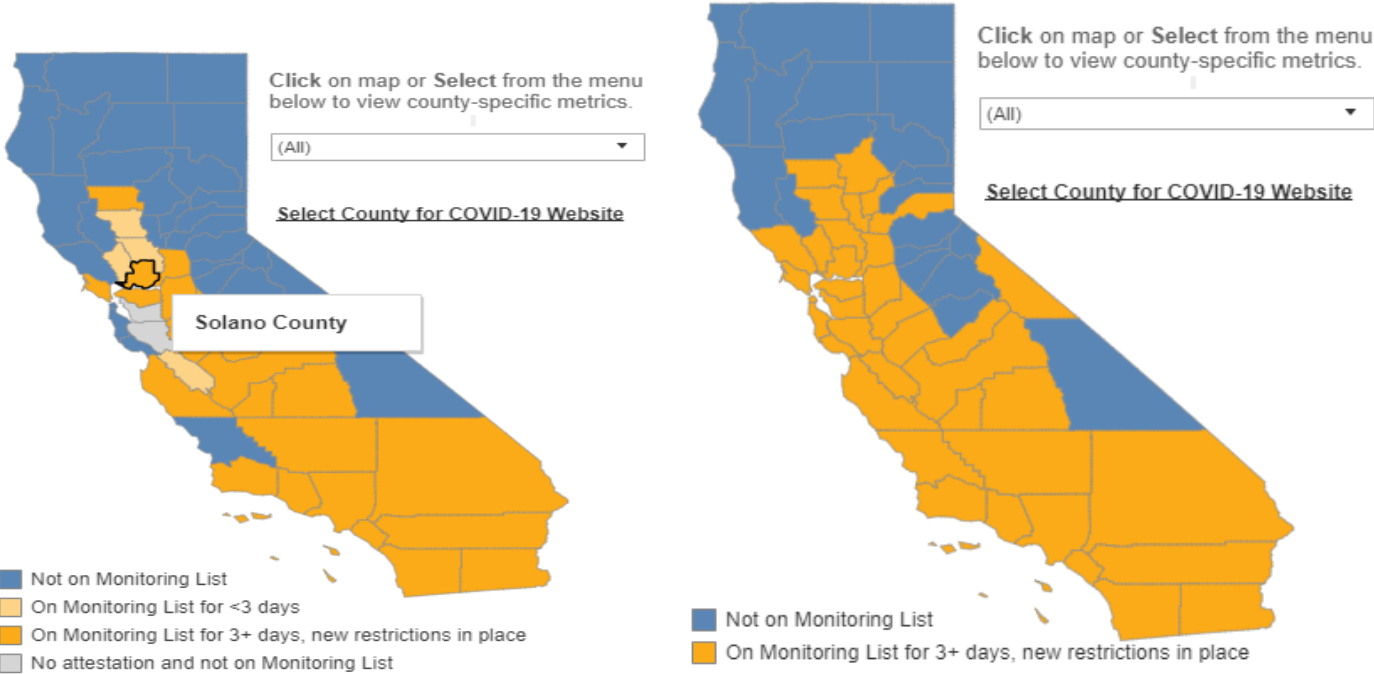 Click on map or Select from the menu
below to view county-specific metrics.
(All)
Select County for COVID-19 Website
Solano County
Not on Monitoring List
On Monitoring List for <3 days
On Monitoring List for 3+ days, new restrictions in place
No attestation and not on Monitoring List
Click on map or Select from the menu
below to view county-specific metrics.
(All)
Select County for COVID-19 Website
Not on Monitoring List
On Monitoring List for 3+ days, new restrictions in place